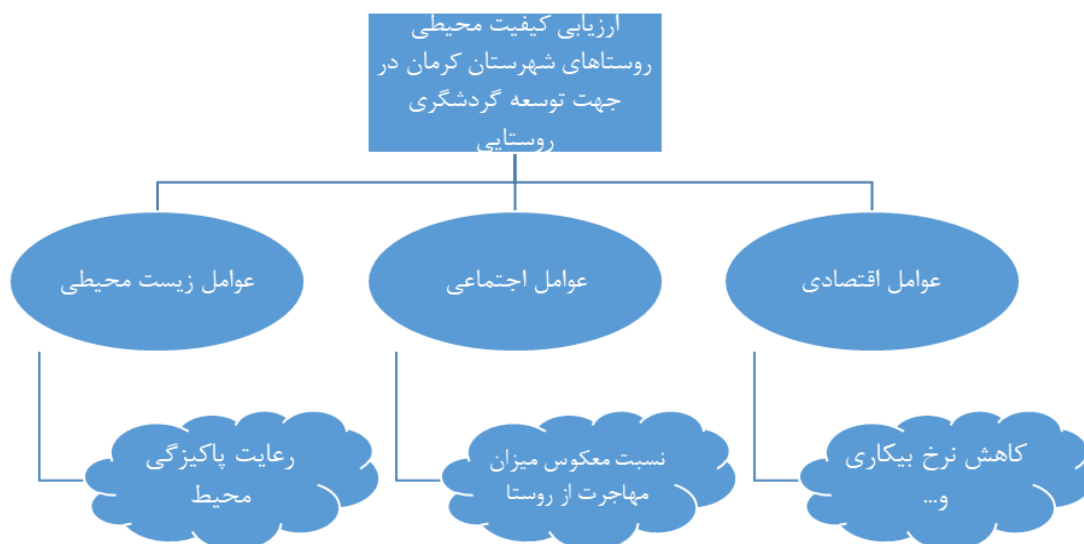 ارزیابی کیفیت محیطی
روستاهای شهرستان کرمان در
جهت توسعه گردشگری
روستایی
عوامل اقتصادی
عوامل اجتماعی
عوامل زیست محیطی
کاهش نرخ بیکاری
و...
نسبت معکوس میزان
مهاجرت از روستا
رعایت پاکیزگی
محیط